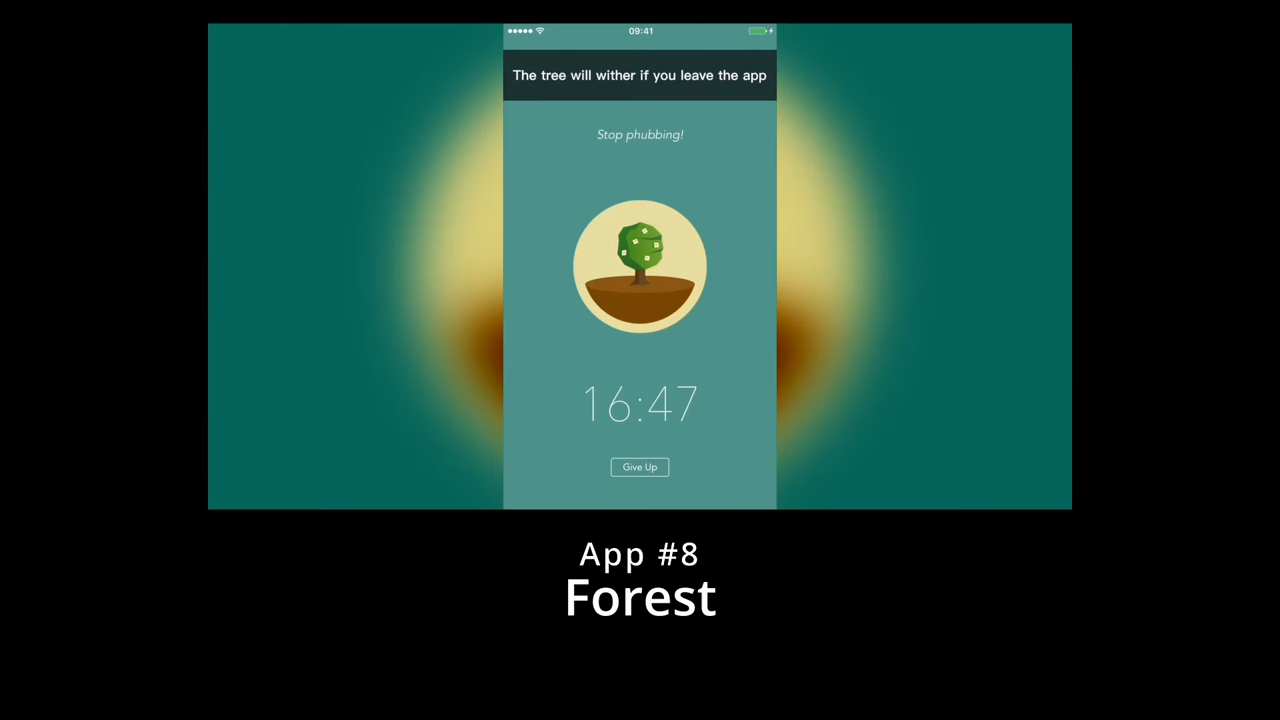 09:41
The tree will wither if you leave the app
Stop phubbing!
16:47
Give Up
App #8
Forest